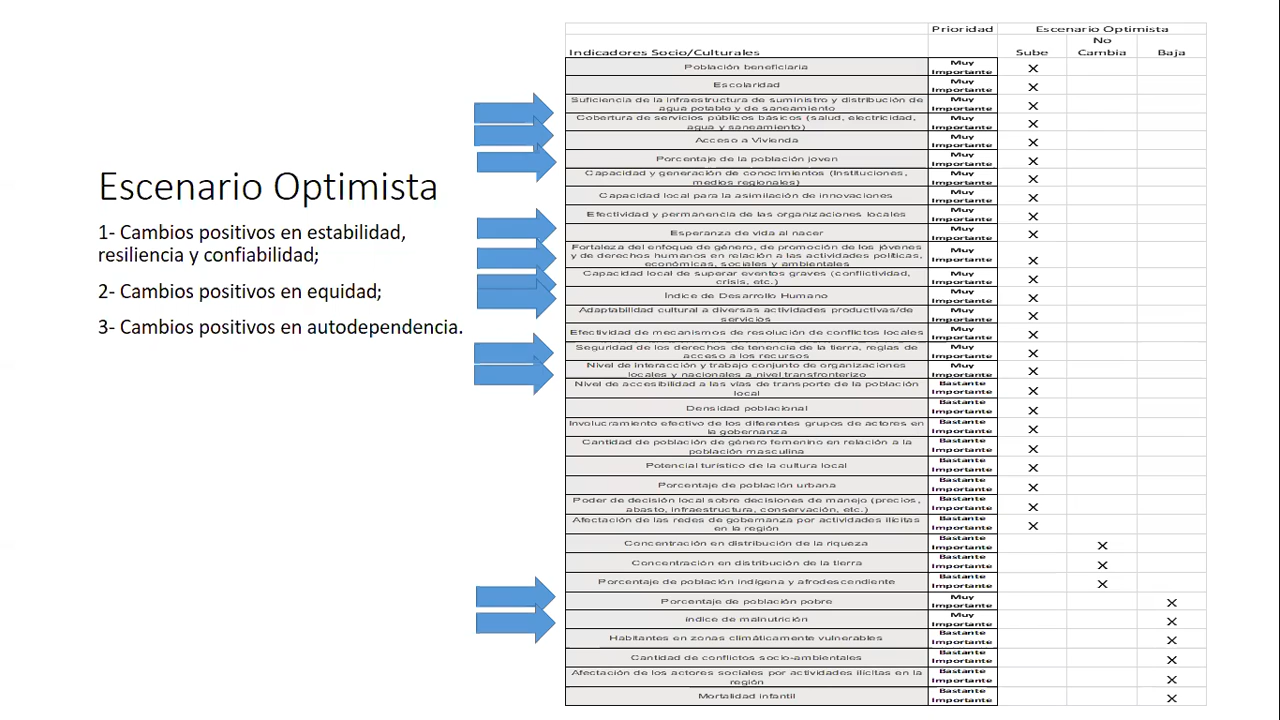 Escenario Optimista
1- Cambios positivos en estabilidad,
resiliencia y confiabilidad;
2- Cambios positivos en equidad;
3- Cambios positivos en autodependencia.
Prioridad Escenario Optimista
Indicadores Socio/Culturales Sube No Cambia Baja
Población beneficiaria Muy Importante X
Escolaridad Muy Importante X
Suficiencia de la infraestructura de suministro y distribución de agua potable y de saneamiento Muy Importante X
Cobertura de servicios públicos básicos (salud, electricidad, agua y saneamiento) Muy Importante X
Acceso a Vivienda Muy Importante X
Porcentaje de la población joven Muy Importante X
Capacidad y generación de conocimientos (Instituciones, medios regionales) Muy Importante X
Capacidad local para la asimilación de innovaciones Muy Importante X
Efectividad y permanencia de las organizaciones locales Muy Importante X
Esperanza de vida al nacer Muy Importante X
Fortaleza del enfoque de género, de promoción de los jóvenes y de derechos humanos en relación a las actividades políticas, económicas, sociales y ambientales Muy Importante X
Capacidad local de superar eventos graves (conflictividad, crisis, etc.) Muy Importante X
Índice de Desarrollo Humano Muy Importante X
Adaptabilidad cultural a diversas actividades productivas/de servicios Muy Importante X
Efectividad de mecanismos de resolución de conflictos locales Muy Importante X
Seguridad de los derechos de tenencia de la tierra, reglas de acceso a los recursos Muy Importante X
Nivel de interacción y trabajo conjunto de organizaciones locales y nacionales a nivel transfronterizo Muy Importante X
Nivel de accesibilidad a las vías de transporte de la población local Bastante Importante X
Densidad poblacional Bastante Importante X
Involucramiento efectivo de los diferentes grupos de actores en la gobernanza Bastante Importante X
Cantidad de población de género femenino en relación a la población masculina Bastante Importante X
Potencial turístico de la cultura local Bastante Importante X
Porcentaje de población urbana Bastante Importante X
Poder de decisión local sobre decisiones de manejo (precios, abasto, infraestructura, conservación, etc.) Bastante Importante X
Afectación de las redes de gobernanza por actividades ilícitas en la región Bastante Importante X
Concentración en distribución de la riqueza Bastante Importante X
Concentración en distribución de la tierra Bastante Importante X
Porcentaje de población indígena y afrodescendiente Bastante Importante X
Porcentaje de población pobre Muy Importante X
Índice de malnutrición Muy Importante X
Habitantes en zonas climáticamente vulnerables Bastante Importante X
Cantidad de conflictos socio-ambientales Bastante Importante X
Afectación de los actores sociales por actividades ilícitas en la región Bastante Importante X
Mortalidad infantil Bastante Importante X